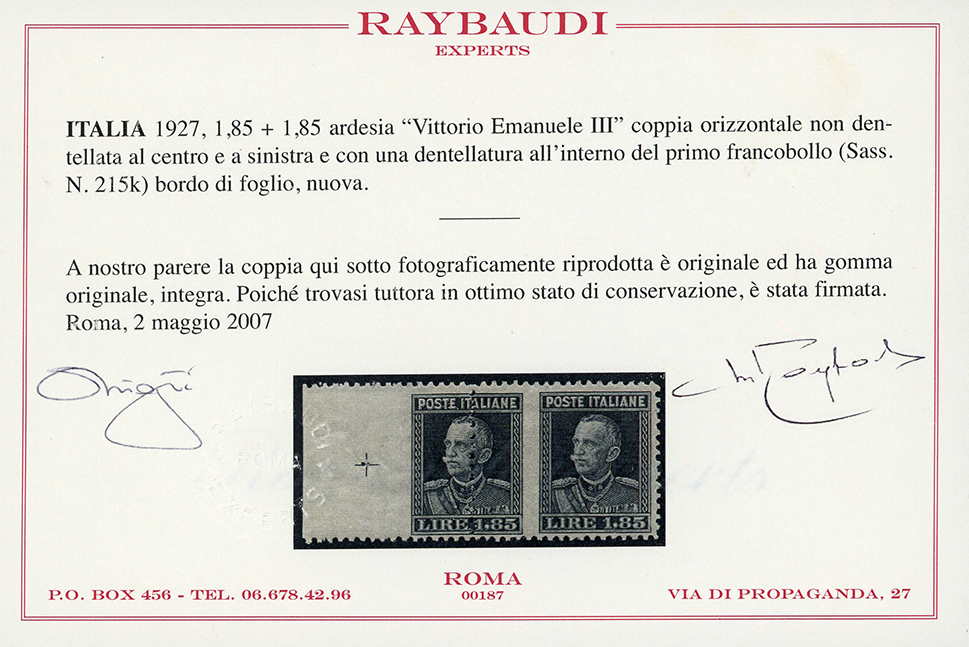 RAYBAUDI
EXPERTS
ITALIA 1927, 1,85 + 1,85 ardesia “Vittorio Emanuele III” coppia orizzontale non den-
tellata al centro e a sinistra e con una dentellatura all’interno del primo francobollo (Sass.
N. 215k) bordo di foglio, nuova.
A nostro parere la coppia qui sotto fotograficamente riprodotta è originale ed ha gomma
originale, integra. Poiché trovasi tuttora in ottimo stato di conservazione, è stata firmata.
Roma, 2 maggio 2007
POSTE ITALIANE POSTE ITALIANE
LIRE 1.85 LIRE 1.85
ROMA
00187
P.O. BOX 456 - TEL. 06.678.42.96
VIA DI PROPAGANDA, 27